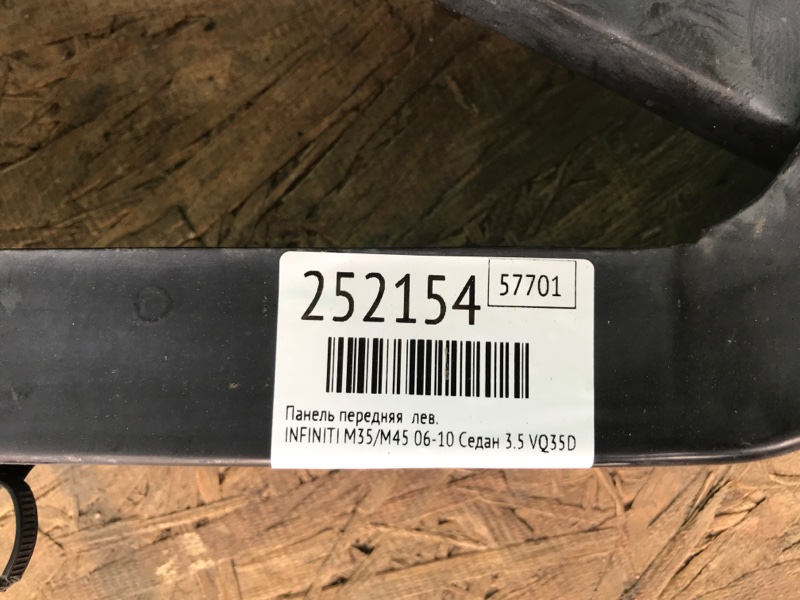 252154
57701
Панель передняя лев.
INFINITI M35/M45 06-10 Седан 3.5 VQ35D